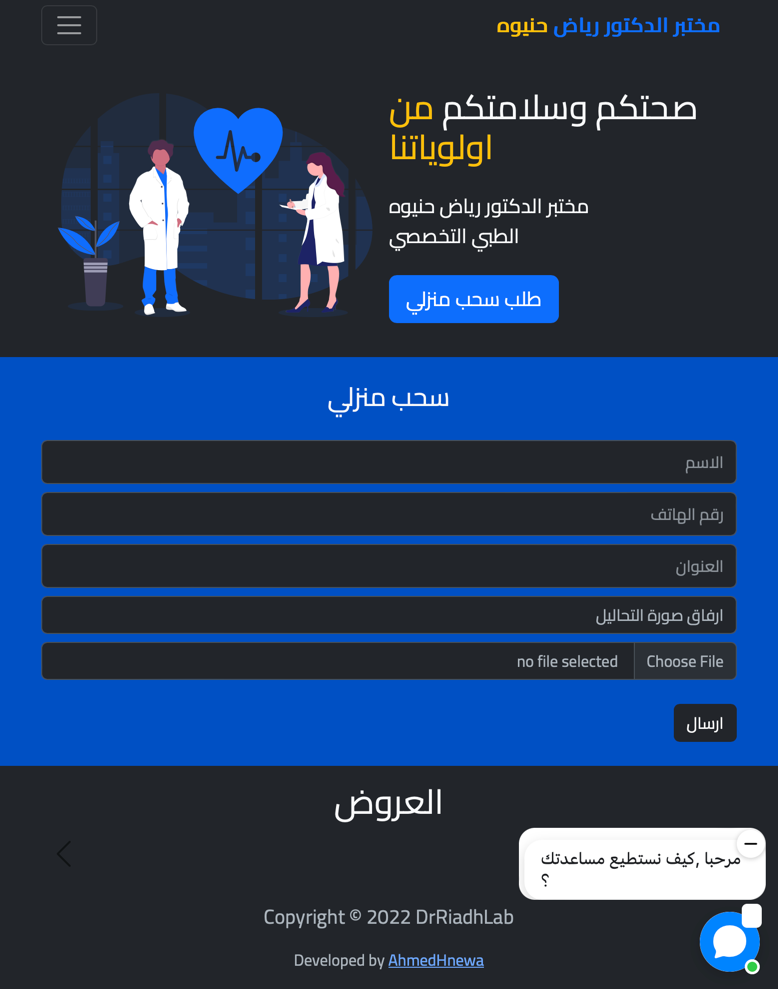 مختبر الدكتور رياض حنيوه
صحتكم وسلامتكم من
اولوياتنا
مختبر الدكتور رياض حنيوه
الطبي التخصصي
طلب سحب منزلي
سحب منزلي
الاسم
رقم الهاتف
العنوان
ارفاق صورة التحاليل
Choose File no file selected
ارسال
العروض
مرحبا ,كيف نستطيع مساعدتك
؟
Copyright © 2022 DrRiadhLab
Developed by AhmedHnewa